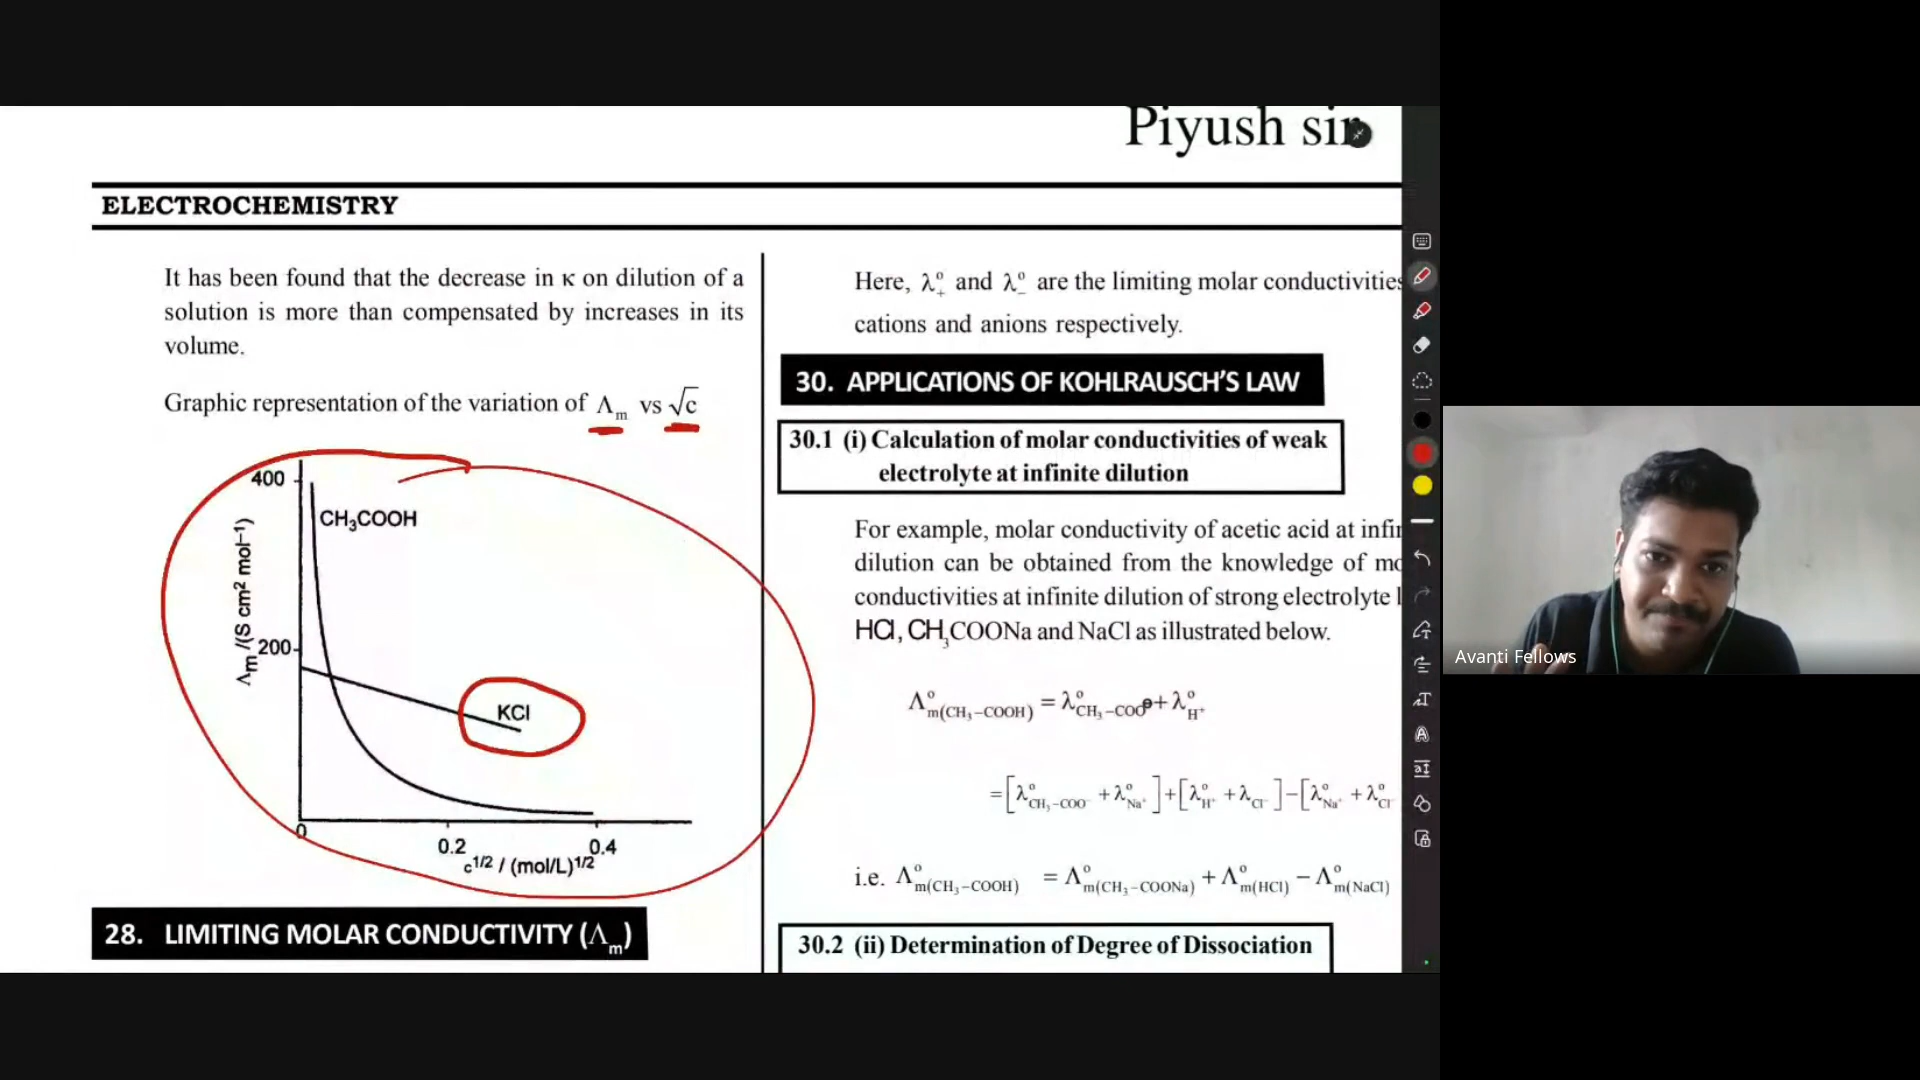 Piyush sir
ELECTROCHEMISTRY
It has been found that the decrease in κ on dilution of a
solution is more than compensated by increases in its
volume.
Graphic representation of the variation of Λm vs √c
400
CH₃COOH
Λm/(S cm² mol⁻¹)
200
KCl
0
0.2
0.4
c^1/2 / (mol/L)^1/2
28. LIMITING MOLAR CONDUCTIVITY (Λm)
Here, λ°₊ and λ°₋ are the limiting molar conductivities
cations and anions respectively.
30. APPLICATIONS OF KOHLRAUSCH'S LAW
30.1 (i) Calculation of molar conductivities of weak
electrolyte at infinite dilution
For example, molar conductivity of acetic acid at
dilution can be obtained from the knowledge of
conductivities at infinite dilution of strong electrolyte
HCl, CH₃COONa and NaCl as illustrated below.
Λ°m(CH₃–COOH) = λ°CH₃–COO⊖ + λ°H⁺
= [λ°CH₃–COO⁻ + λ°Na⁺] + [λ°H⁺ + λCl⁻] − [λ°Na⁺ + λ°Cl⁻
i.e. Λ°m(CH₃–COOH) = Λ°m(CH₃–COONa) + Λ°m(HCl) − Λ°m(NaCl)
30.2 (ii) Determination of Degree of Dissociation
Avanti Fellows